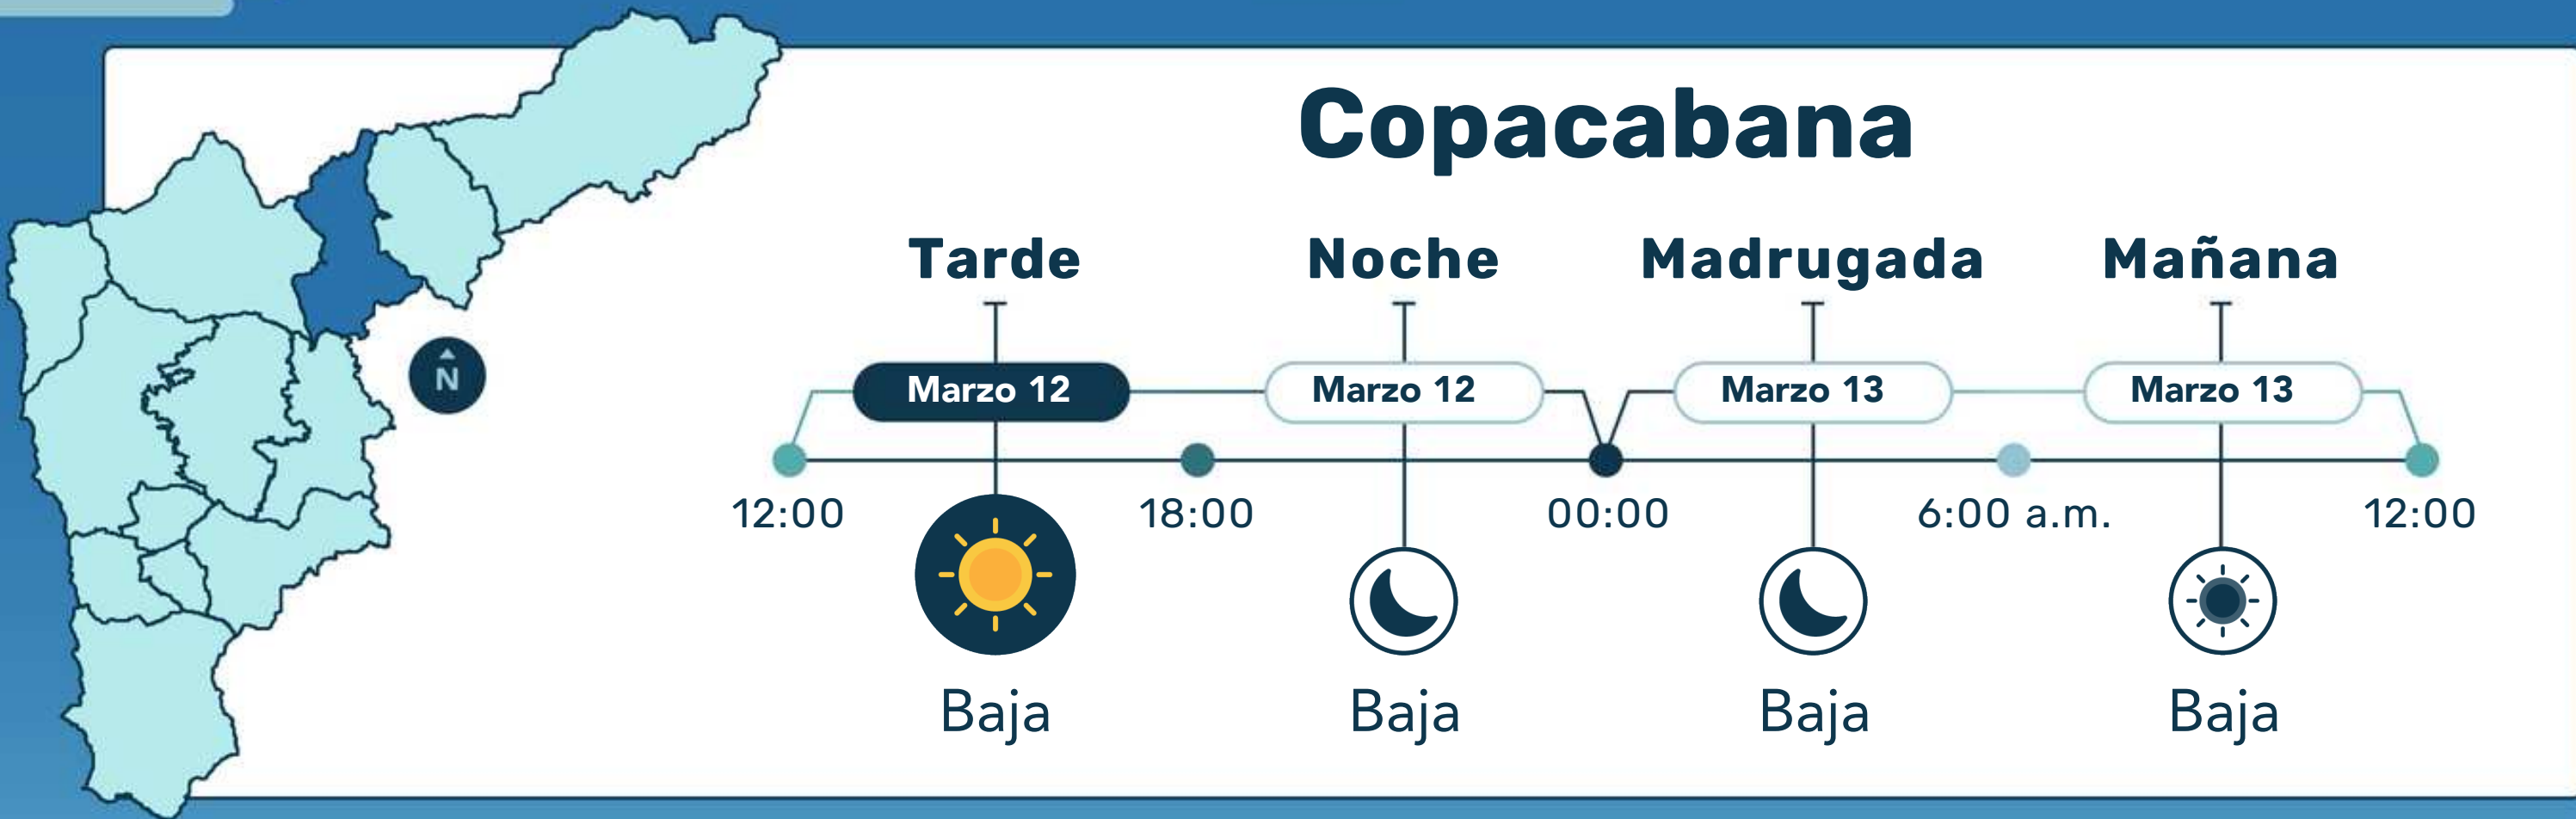 Copacabana
Tarde Noche Madrugada Mañana
Marzo 12 Marzo 12 Marzo 13 Marzo 13
N
12:00 18:00 00:00 6:00 a.m. 12:00
Baja Baja Baja Baja